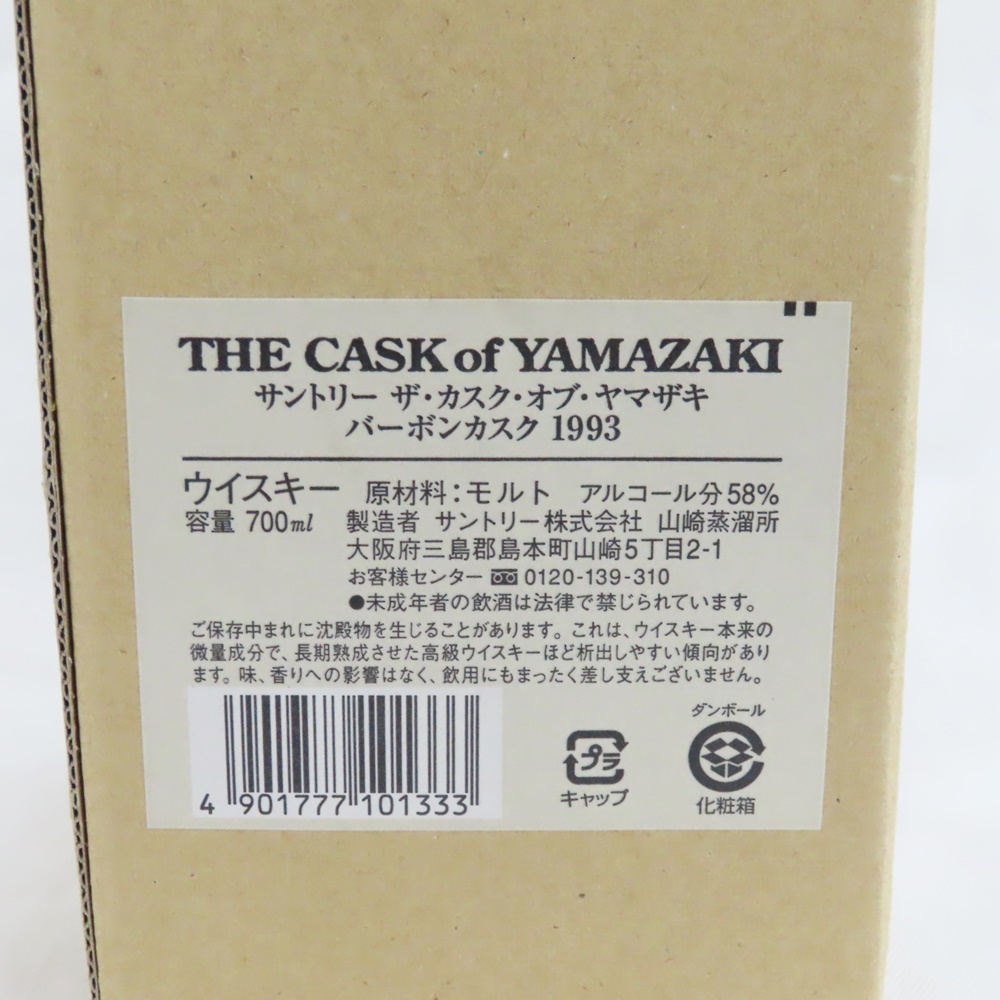 THE CASK of YAMAZAKI
サントリー ザ・カスク・オブ・ヤマザキ
バーボンカスク 1993
ウイスキー 原材料:モルト アルコール分58%
容量 700ml 製造者 サントリー株式会社 山崎蒸溜所
大阪府三島郡島本町山崎5丁目2-1
お客様センター 0120-139-310
●未成年者の飲酒は法律で禁じられています。
ご保存中まれに沈殿物を生じることがあります。これは、ウイスキー本来の
微量成分で、長期熟成させた高級ウイスキーほど析出しやすい傾向があり
ます。味、香りへの影響はなく、飲用にもまったく差し支えございません。
4 901777 101333
プラ
キャップ
ダンボール
化粧箱